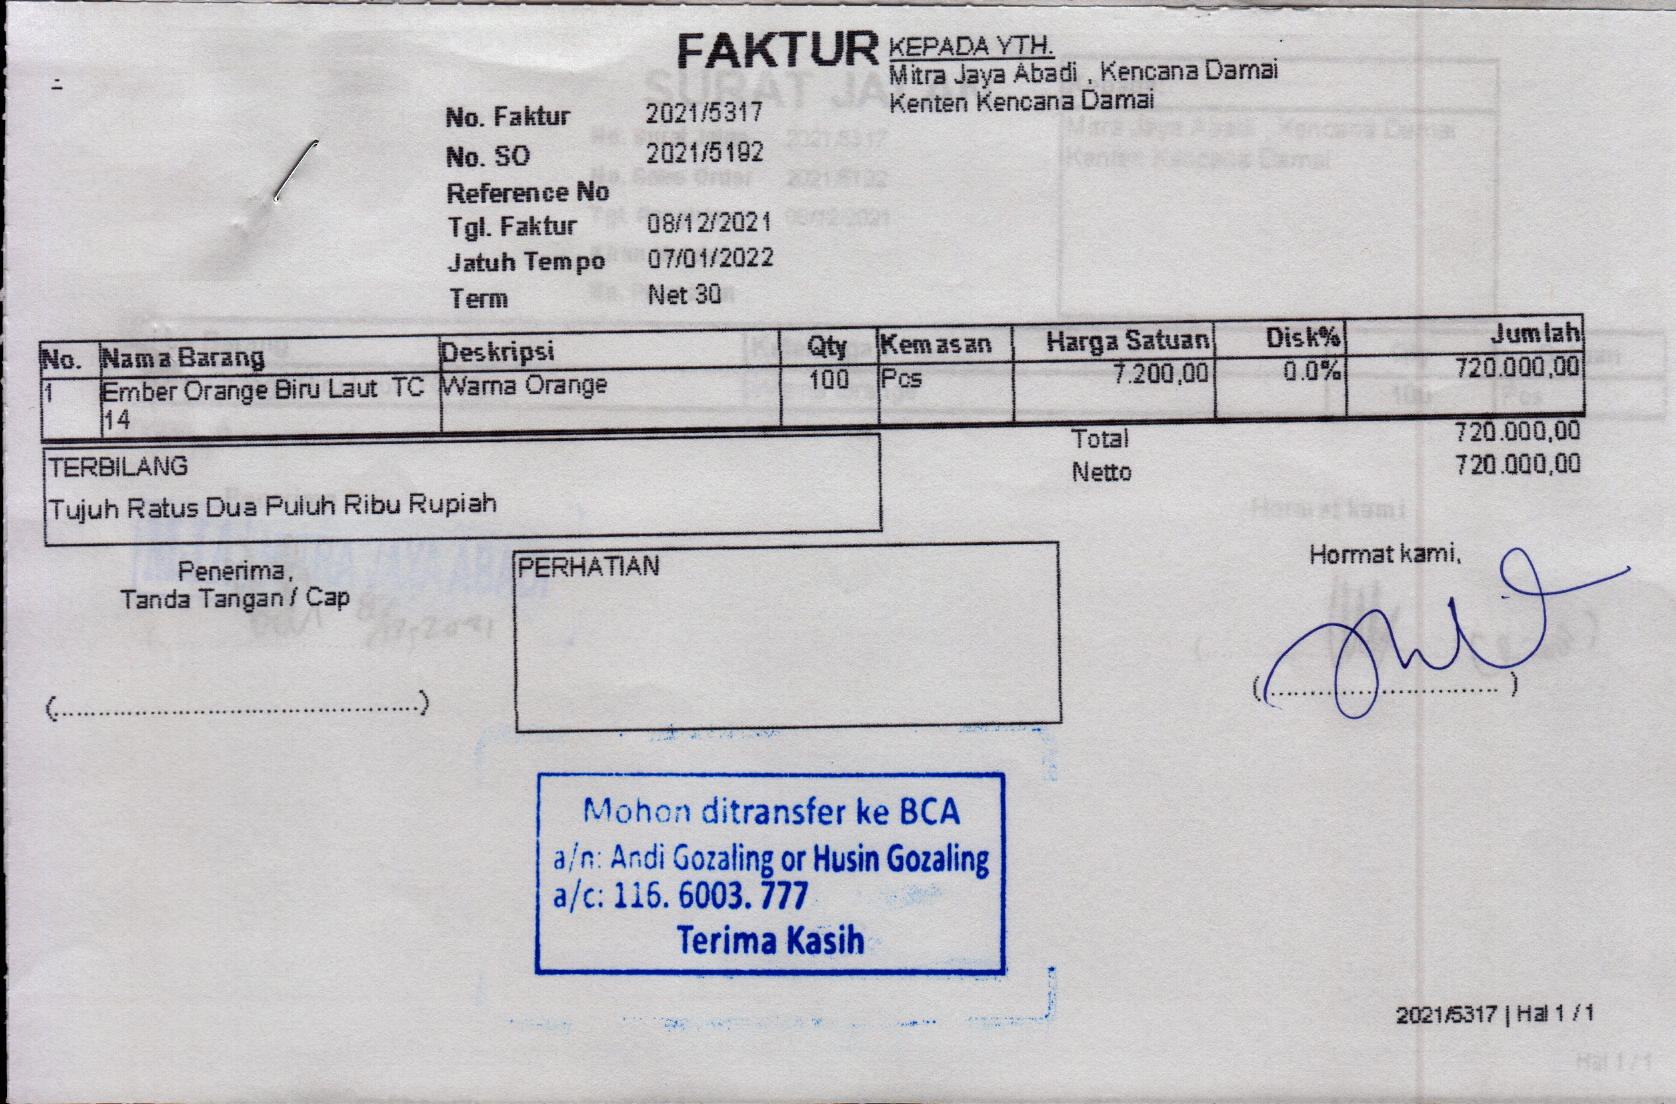 FAKTUR
KEPADA YTH.
Mitra Jaya Abadi , Kencana Damai
Kenten Kencana Damai
No. Faktur 2021/5317
No. SO 2021/5192
Reference No
Tgl. Faktur 08/12/2021
Jatuh Tempo 07/01/2022
Term Net 30
No. Nama Barang Deskripsi Qty Kemasan Harga Satuan Disk% Jumlah
1 Ember Orange Biru Laut TC Warna Orange 100 Pcs 7.200,00 0.0% 720.000,00
14
Total 720.000,00
Netto 720.000,00
TERBILANG
Tujuh Ratus Dua Puluh Ribu Rupiah
Penerima,
Tanda Tangan / Cap
(................................................)
PERHATIAN
Hormat kami,
(................................)
Mohon ditransfer ke BCA
a/n: Andi Gozaling or Husin Gozaling
a/c: 116. 6003. 777
Terima Kasih
2021/5317 | Hal 1 / 1